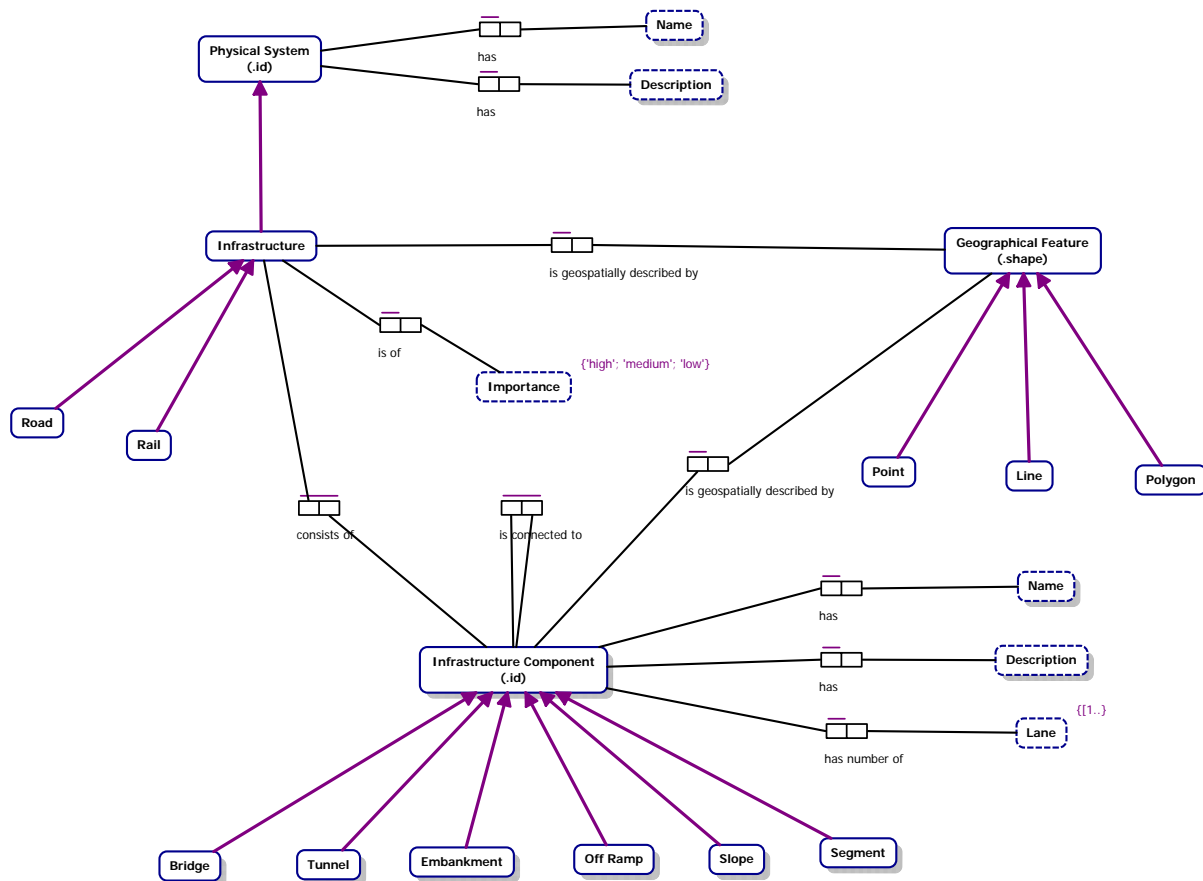 Name
Physical System
(.id)
has
Description
has
Infrastructure
Geographical Feature
(.shape)
is geospatially described by
is of
{'high'; 'medium'; 'low'}
Importance
Road
Rail
Point
Line
Polygon
is geospatially described by
consists of
is connected to
Name
has
Infrastructure Component
(.id)
Description
has
{[1..}
Lane
has number of
Bridge
Tunnel
Embankment
Off Ramp
Slope
Segment